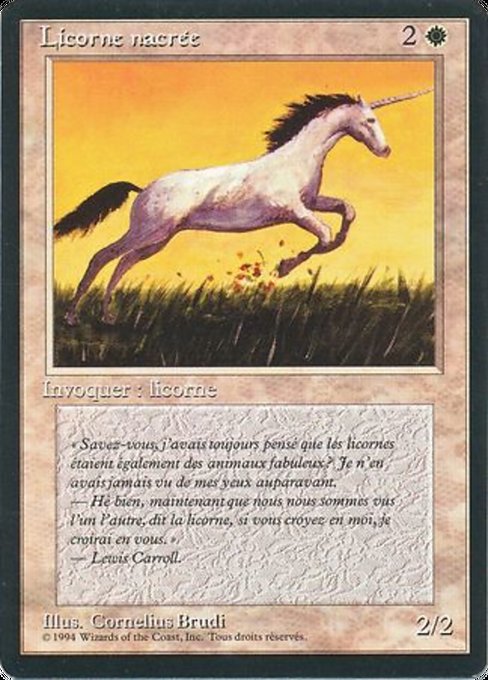 Licorne nacrée 2
Invoquer : licorne
« Savez-vous, j'avais toujours pensé que les licornes
étaient également des animaux fabuleux? Je n'en
avais jamais vu de mes yeux auparavant.
— Hé bien, maintenant que nous nous sommes vus
l'un l'autre, dit la licorne, si vous croyez en moi, je
croirai en vous. »
— Lewis Carroll.
Illus. Cornelius Brudi
2/2
©1994 Wizards of the Coast, Inc. Tous droits réservés.